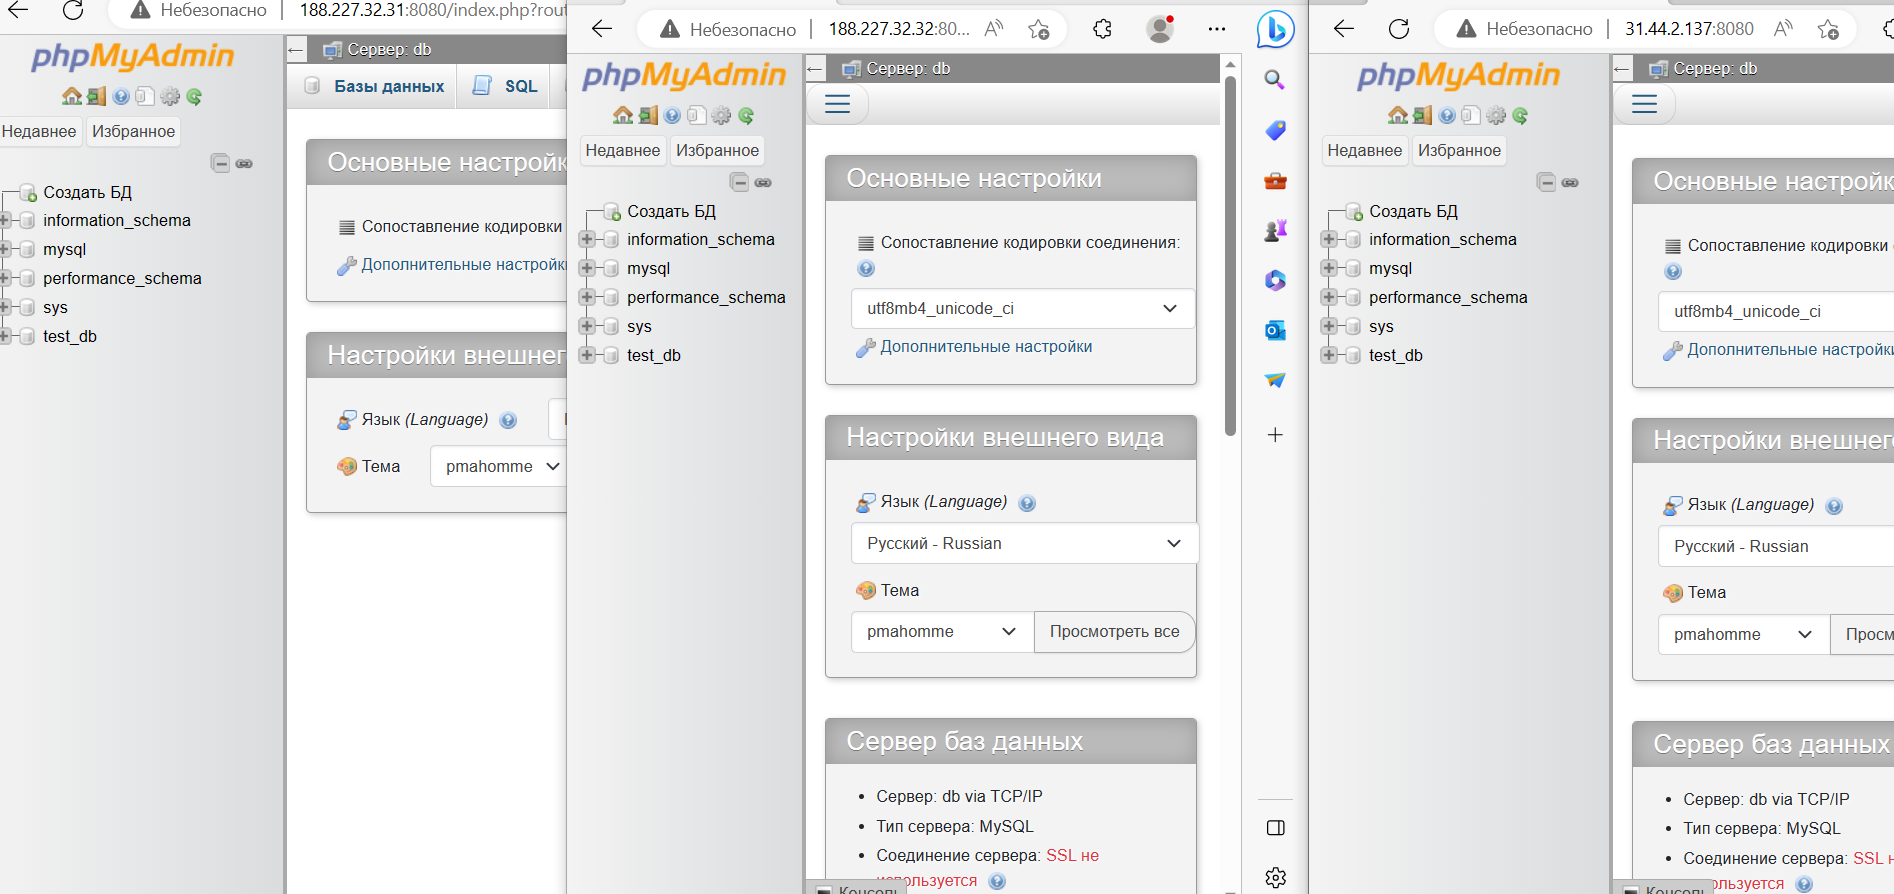 Небезопасно 188.227.32.31:8080/index.php?rout
phpMyAdmin
Недавнее Избранное
Создать БД
information_schema
mysql
performance_schema
sys
test_db
Сервер: db
Базы данных SQL
Основные настройк
Сопоставление кодировки
Дополнительные настройк
Настройки внешнег
Язык (Language)
Тема pmahomme
Небезопасно 188.227.32.32:80...
phpMyAdmin
Недавнее Избранное
Создать БД
information_schema
mysql
performance_schema
sys
test_db
Сервер: db
Основные настройки
Сопоставление кодировки соединения:
utf8mb4_unicode_ci
Дополнительные настройки
Настройки внешнего вида
Язык (Language)
Русский - Russian
Тема
pmahomme Просмотреть все
Сервер баз данных
Сервер: db via TCP/IP
Тип сервера: MySQL
Соединение сервера: SSL не
используется
Консоль
Небезопасно 31.44.2.137:8080
phpMyAdmin
Недавнее Избранное
Создать БД
information_schema
mysql
performance_schema
sys
test_db
Сервер: db
Основные настройк
Сопоставление кодировки
utf8mb4_unicode_ci
Дополнительные настройки
Настройки внешнег
Язык (Language)
Русский - Russian
Тема
pmahomme Просм
Сервер баз данных
Сервер: db via TCP/IP
Тип сервера: MySQL
Соединение сервера: SSL н
используется
Консоль